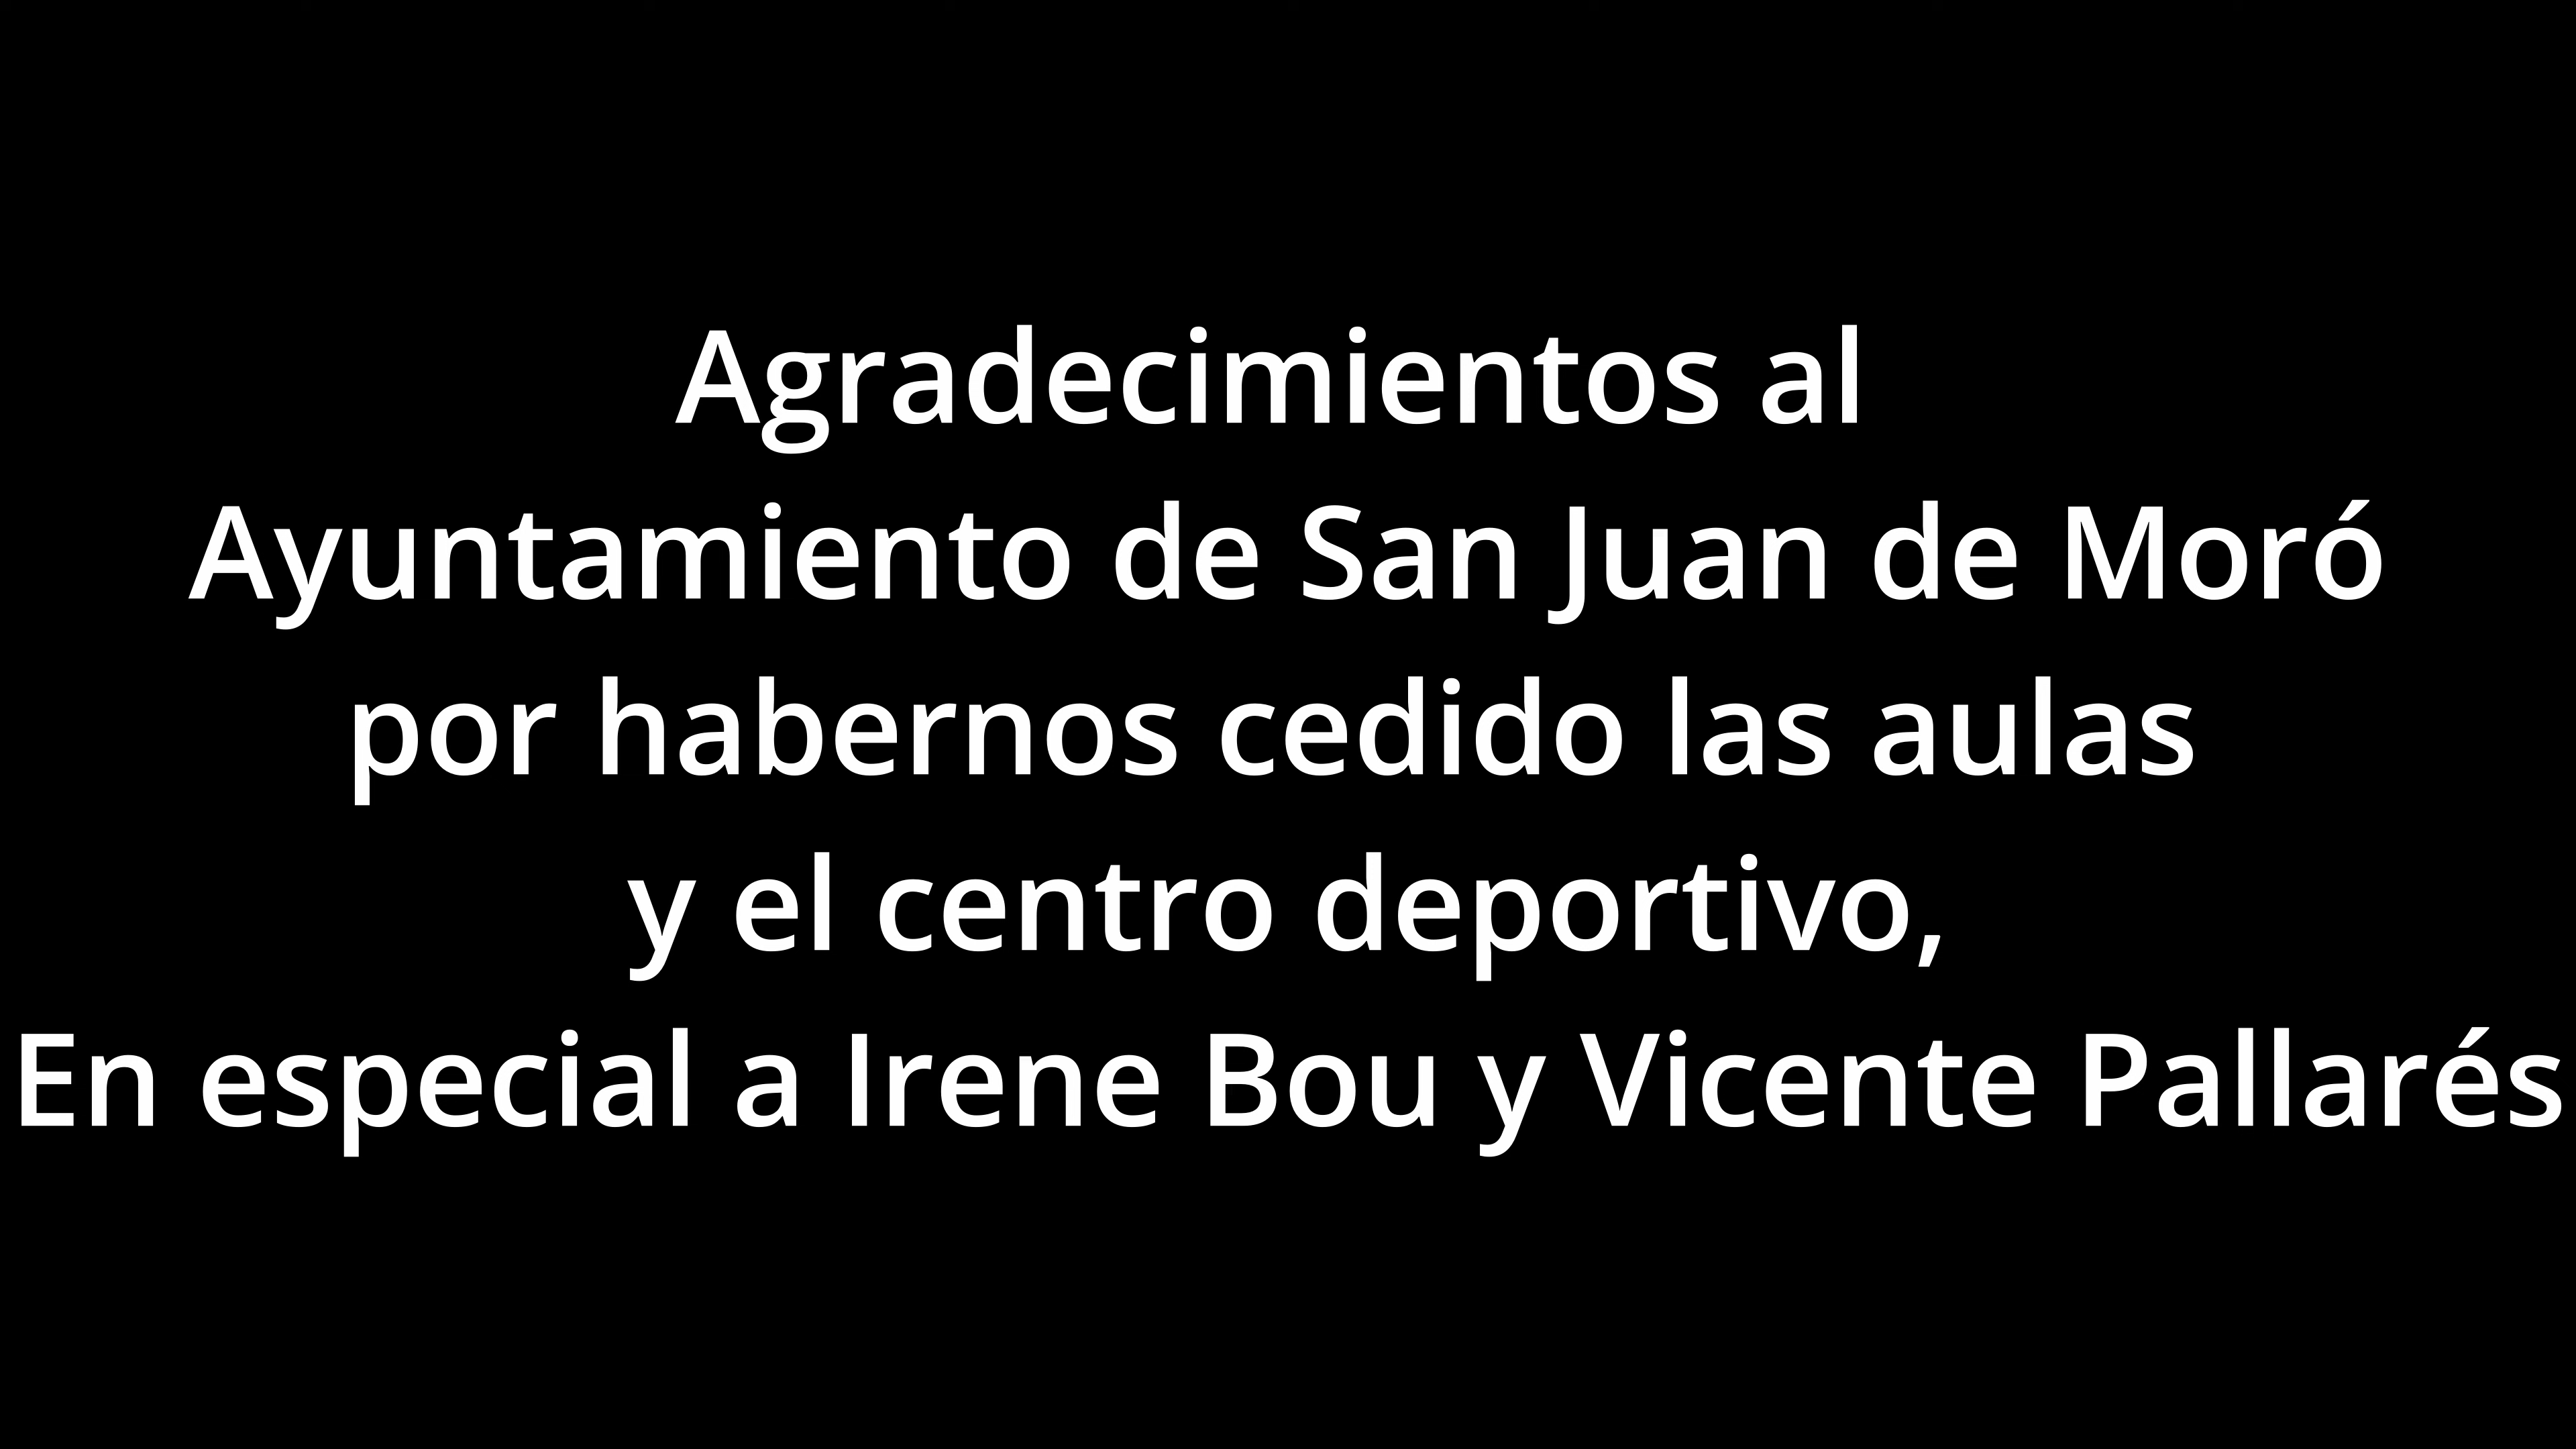 Agradecimientos al
Ayuntamiento de San Juan de Moró
por habernos cedido las aulas
y el centro deportivo,
En especial a Irene Bou y Vicente Pallarés